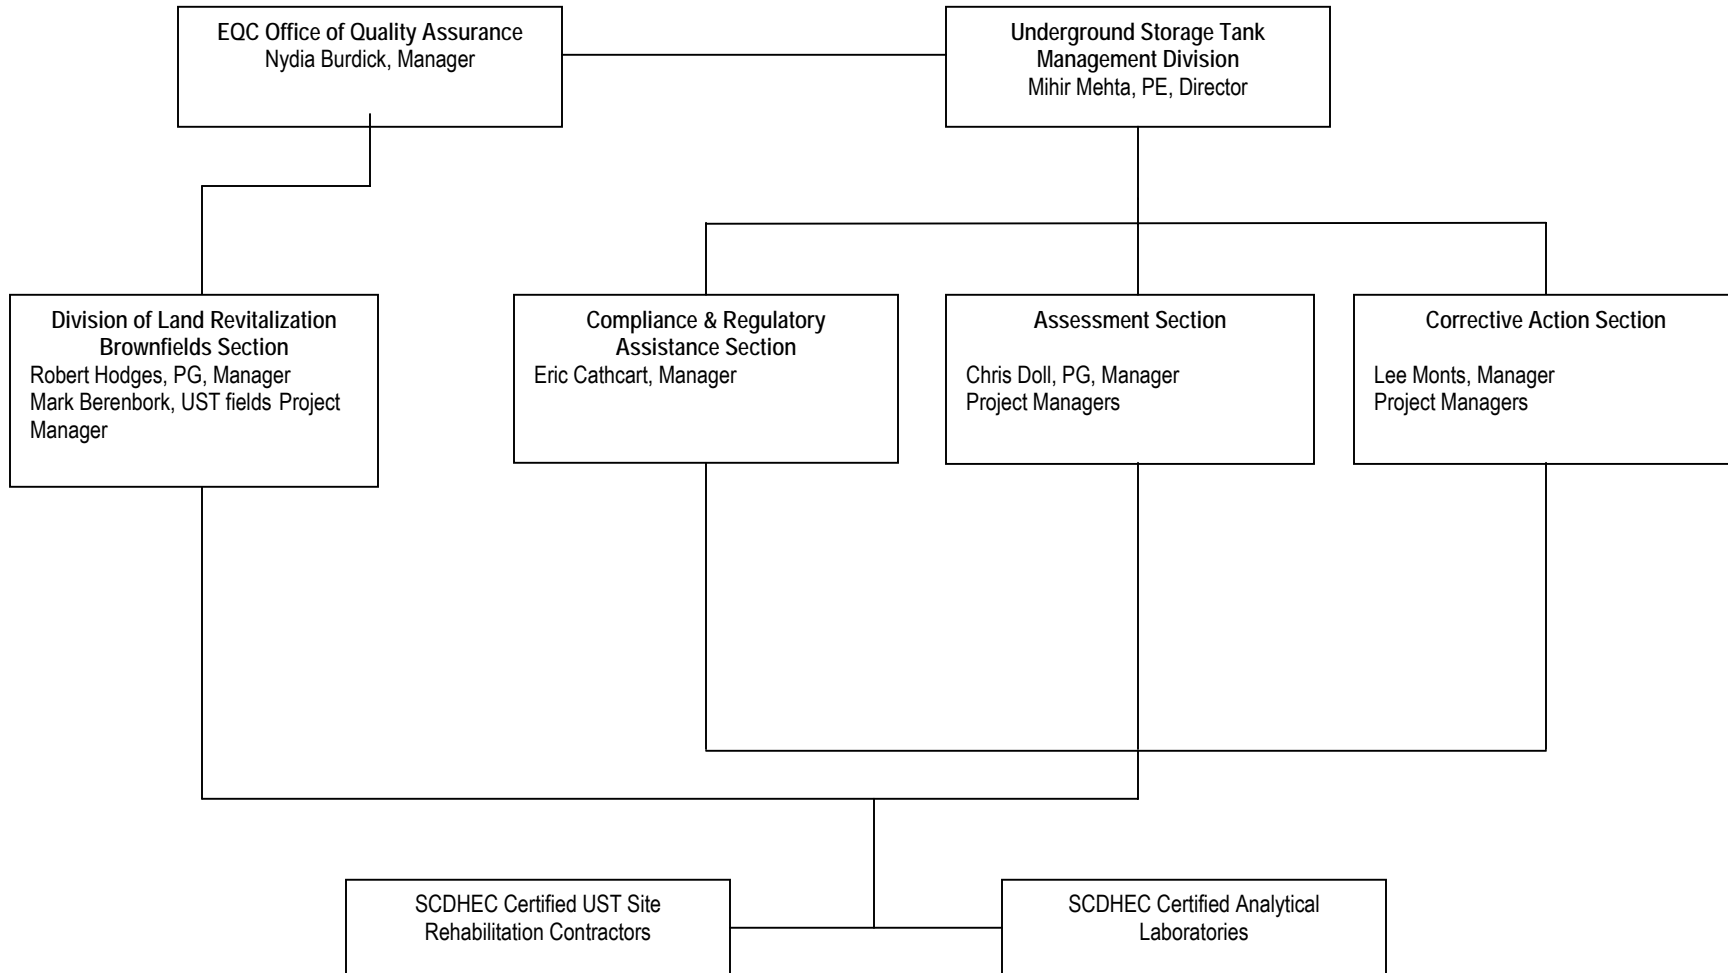 EQC Office of Quality Assurance
Nydia Burdick, Manager
Underground Storage Tank
Management Division
Mihir Mehta, PE, Director
Division of Land Revitalization
Brownfields Section
Robert Hodges, PG, Manager
Mark Berenbork, UST fields Project
Manager
Compliance & Regulatory
Assistance Section
Eric Cathcart, Manager
Assessment Section
Chris Doll, PG, Manager
Project Managers
Corrective Action Section
Lee Monts, Manager
Project Managers
SCDHEC Certified UST Site
Rehabilitation Contractors
SCDHEC Certified Analytical
Laboratories